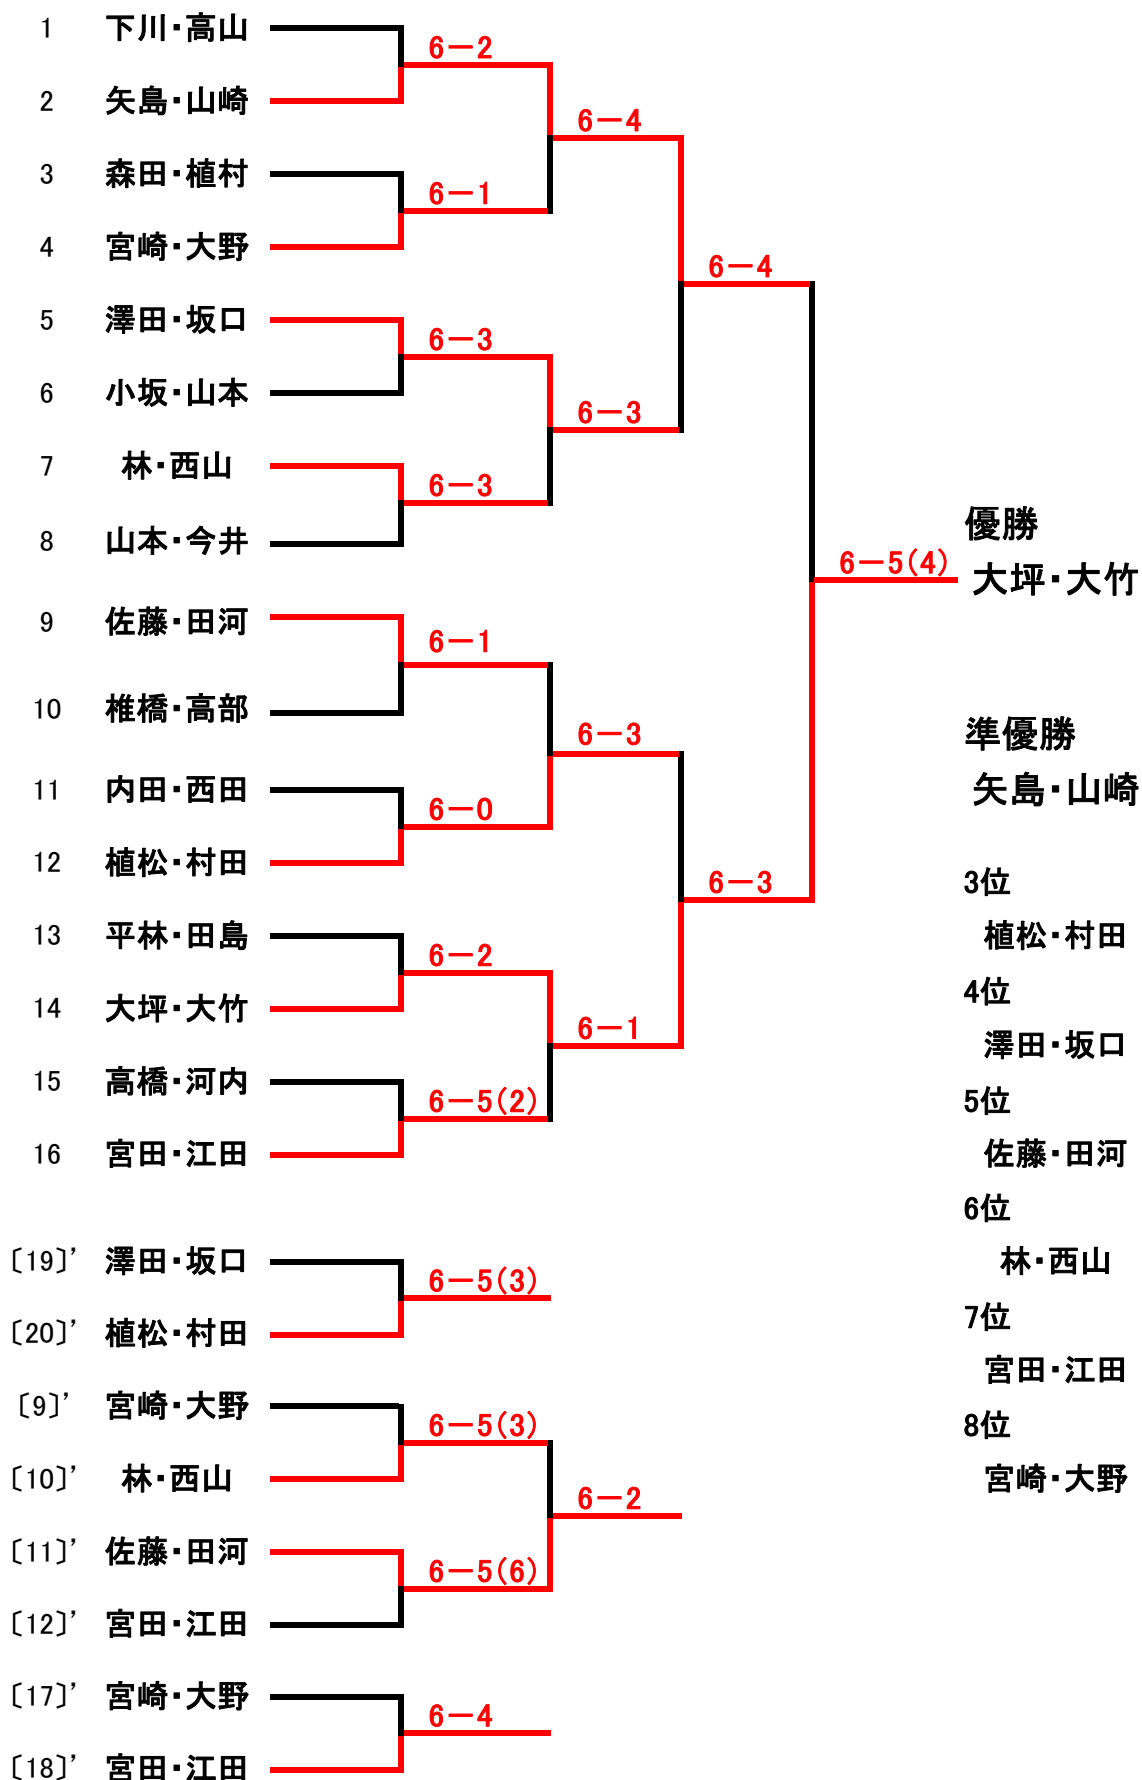 1 下川・高山
6－2
2 矢島・山崎
6－4
3 森田・植村
6－1
4 宮崎・大野
6－4
5 澤田・坂口
6－3
6 小坂・山本
6－3
7 林・西山
6－3
8 山本・今井
優勝
6－5(4)
大坪・大竹
9 佐藤・田河
6－1
10 椎橋・高部
6－3
準優勝
11 内田・西田
矢島・山崎
6－0
12 植松・村田
6－3
3位
13 平林・田島
植松・村田
6－2
4位
14 大坪・大竹
6－1
澤田・坂口
15 高橋・河内
6－5(2)
5位
16 宮田・江田
佐藤・田河
6位
〔19〕’ 澤田・坂口
林・西山
6－5(3)
7位
〔20〕’ 植松・村田
宮田・江田
〔9〕’ 宮崎・大野
6－5(3)
8位
〔10〕’ 林・西山
宮崎・大野
6－2
〔11〕’ 佐藤・田河
6－5(6)
〔12〕’ 宮田・江田
〔17〕’ 宮崎・大野
6－4
〔18〕’ 宮田・江田